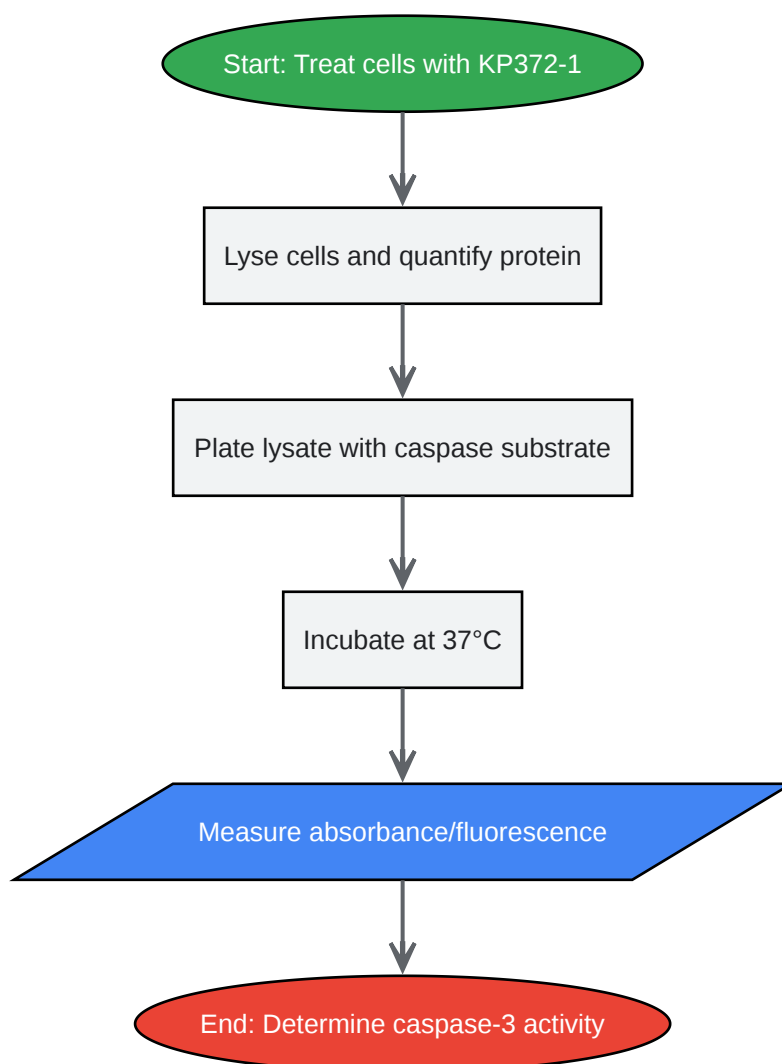 Start: Treat cells with KP372-1
Lyse cells and quantify protein
Plate lysate with caspase substrate
Incubate at 37°C
Measure absorbance/fluorescence
End: Determine caspase-3 activity